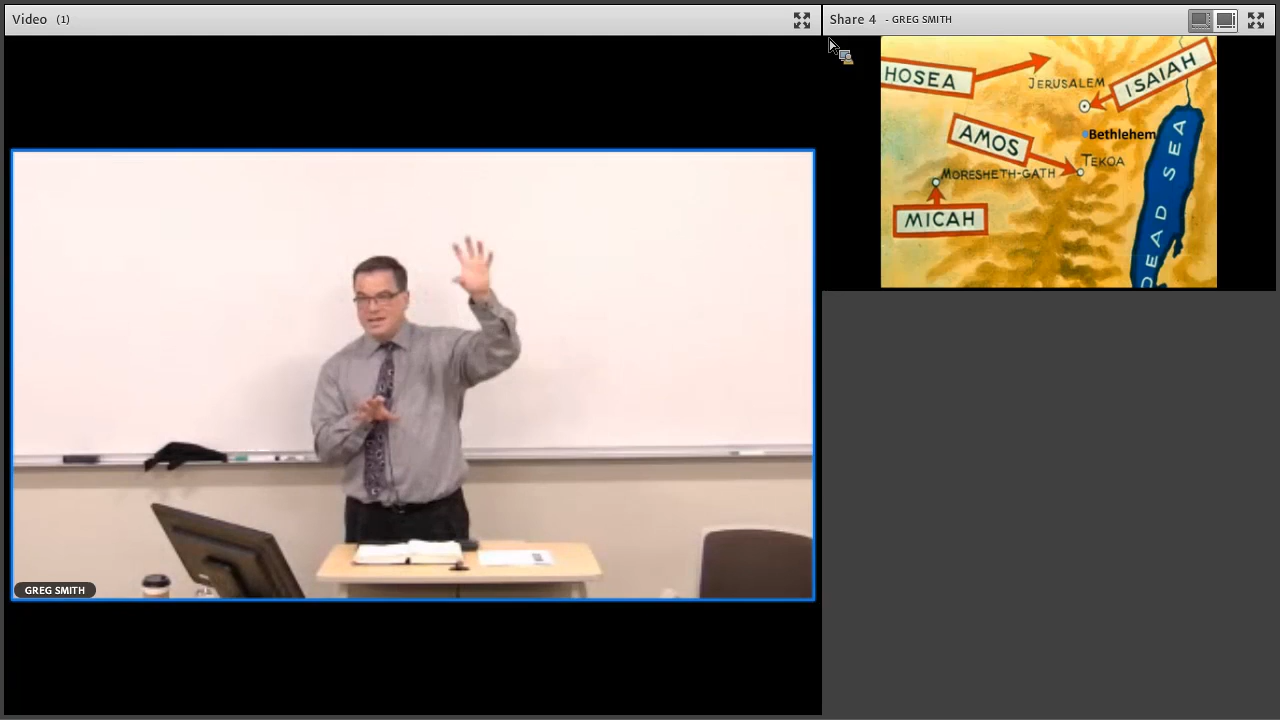 Video (1)
Share 4 - GREG SMITH
HOSEA
JERUSALEM
ISAIAH
AMOS
Bethlehem
TEKOA
MORESHETH-GATH
MICAH
DEAD SEA
GREG SMITH